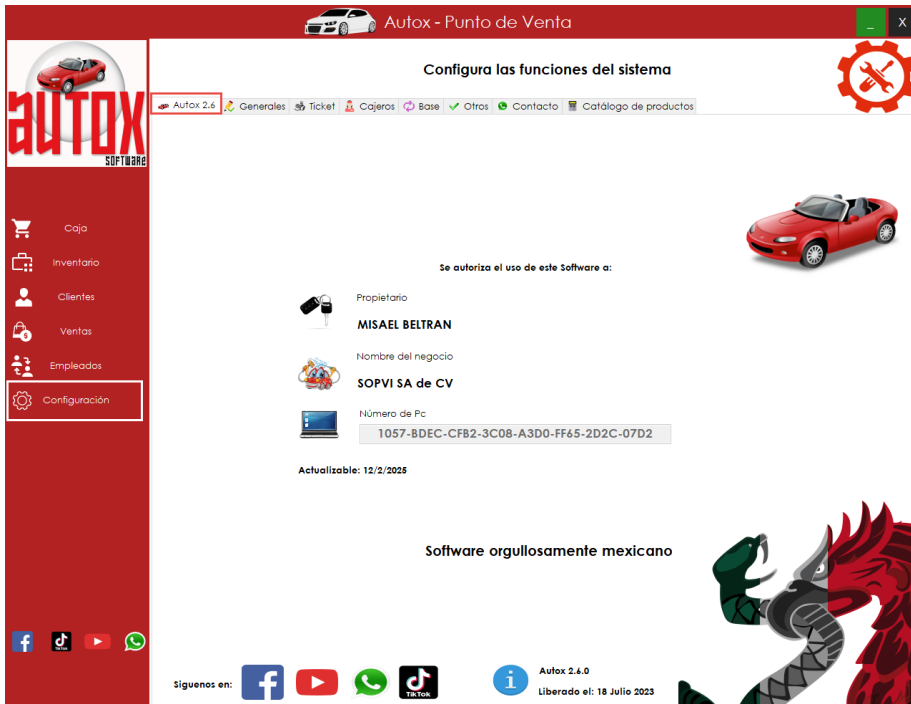 Autox - Punto de Venta
_ X
AUTOX
SOFTWARE
Configura las funciones del sistema
Autox 2.6 Generales Ticket Cajeros Base Otros Contacto Catálogo de productos
Caja
Inventario
Clientes
Ventas
Empleados
Configuración
Se autoriza el uso de este Software a:
Propietario
MISAEL BELTRAN
Nombre del negocio
SOPVI SA de CV
Número de Pc
1057-BDEC-CFB2-3C08-A3D0-FF65-2D2C-07D2
Actualizable: 12/2/2025
Software orgullosamente mexicano
Siguenos en:
TikTok
Autox 2.6.0
Liberado el: 18 Julio 2023